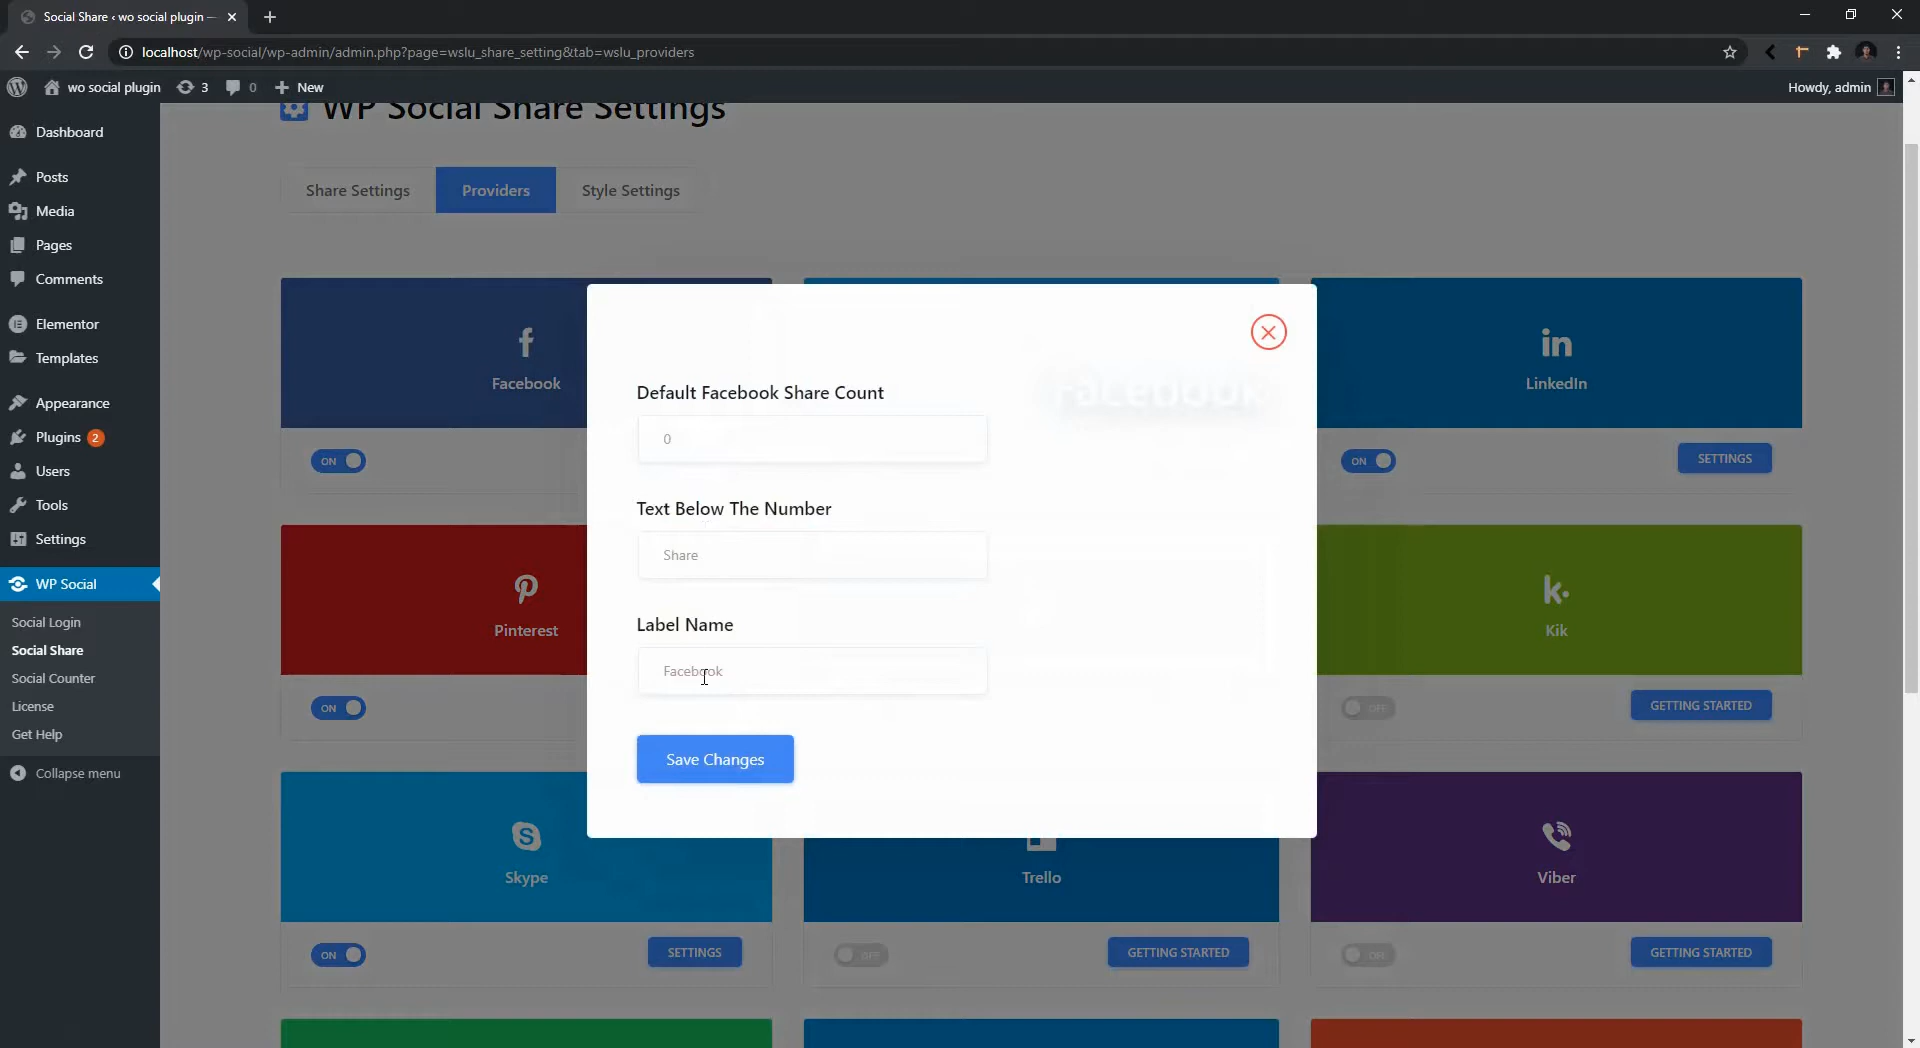 Social Share ‹ wo social plugin —
localhost/wp-social/wp-admin/admin.php?page=wslu_share_setting&tab=wslu_providers
wo social plugin
3
0
New
Howdy, admin
Dashboard
Posts
Media
Pages
Comments
Elementor
Templates
Appearance
Plugins 2
Users
Tools
Settings
WP Social
Social Login
Social Share
Social Counter
License
Get Help
Collapse menu
WP Social Share Settings
Share Settings
Providers
Style Settings
Facebook
ON
LinkedIn
ON
SETTINGS
Pinterest
ON
Kik
OFF
GETTING STARTED
Skype
ON
SETTINGS
Trello
OFF
GETTING STARTED
Viber
OFF
GETTING STARTED
Facebook
Default Facebook Share Count
0
Text Below The Number
Share
Label Name
Facebook
Save Changes